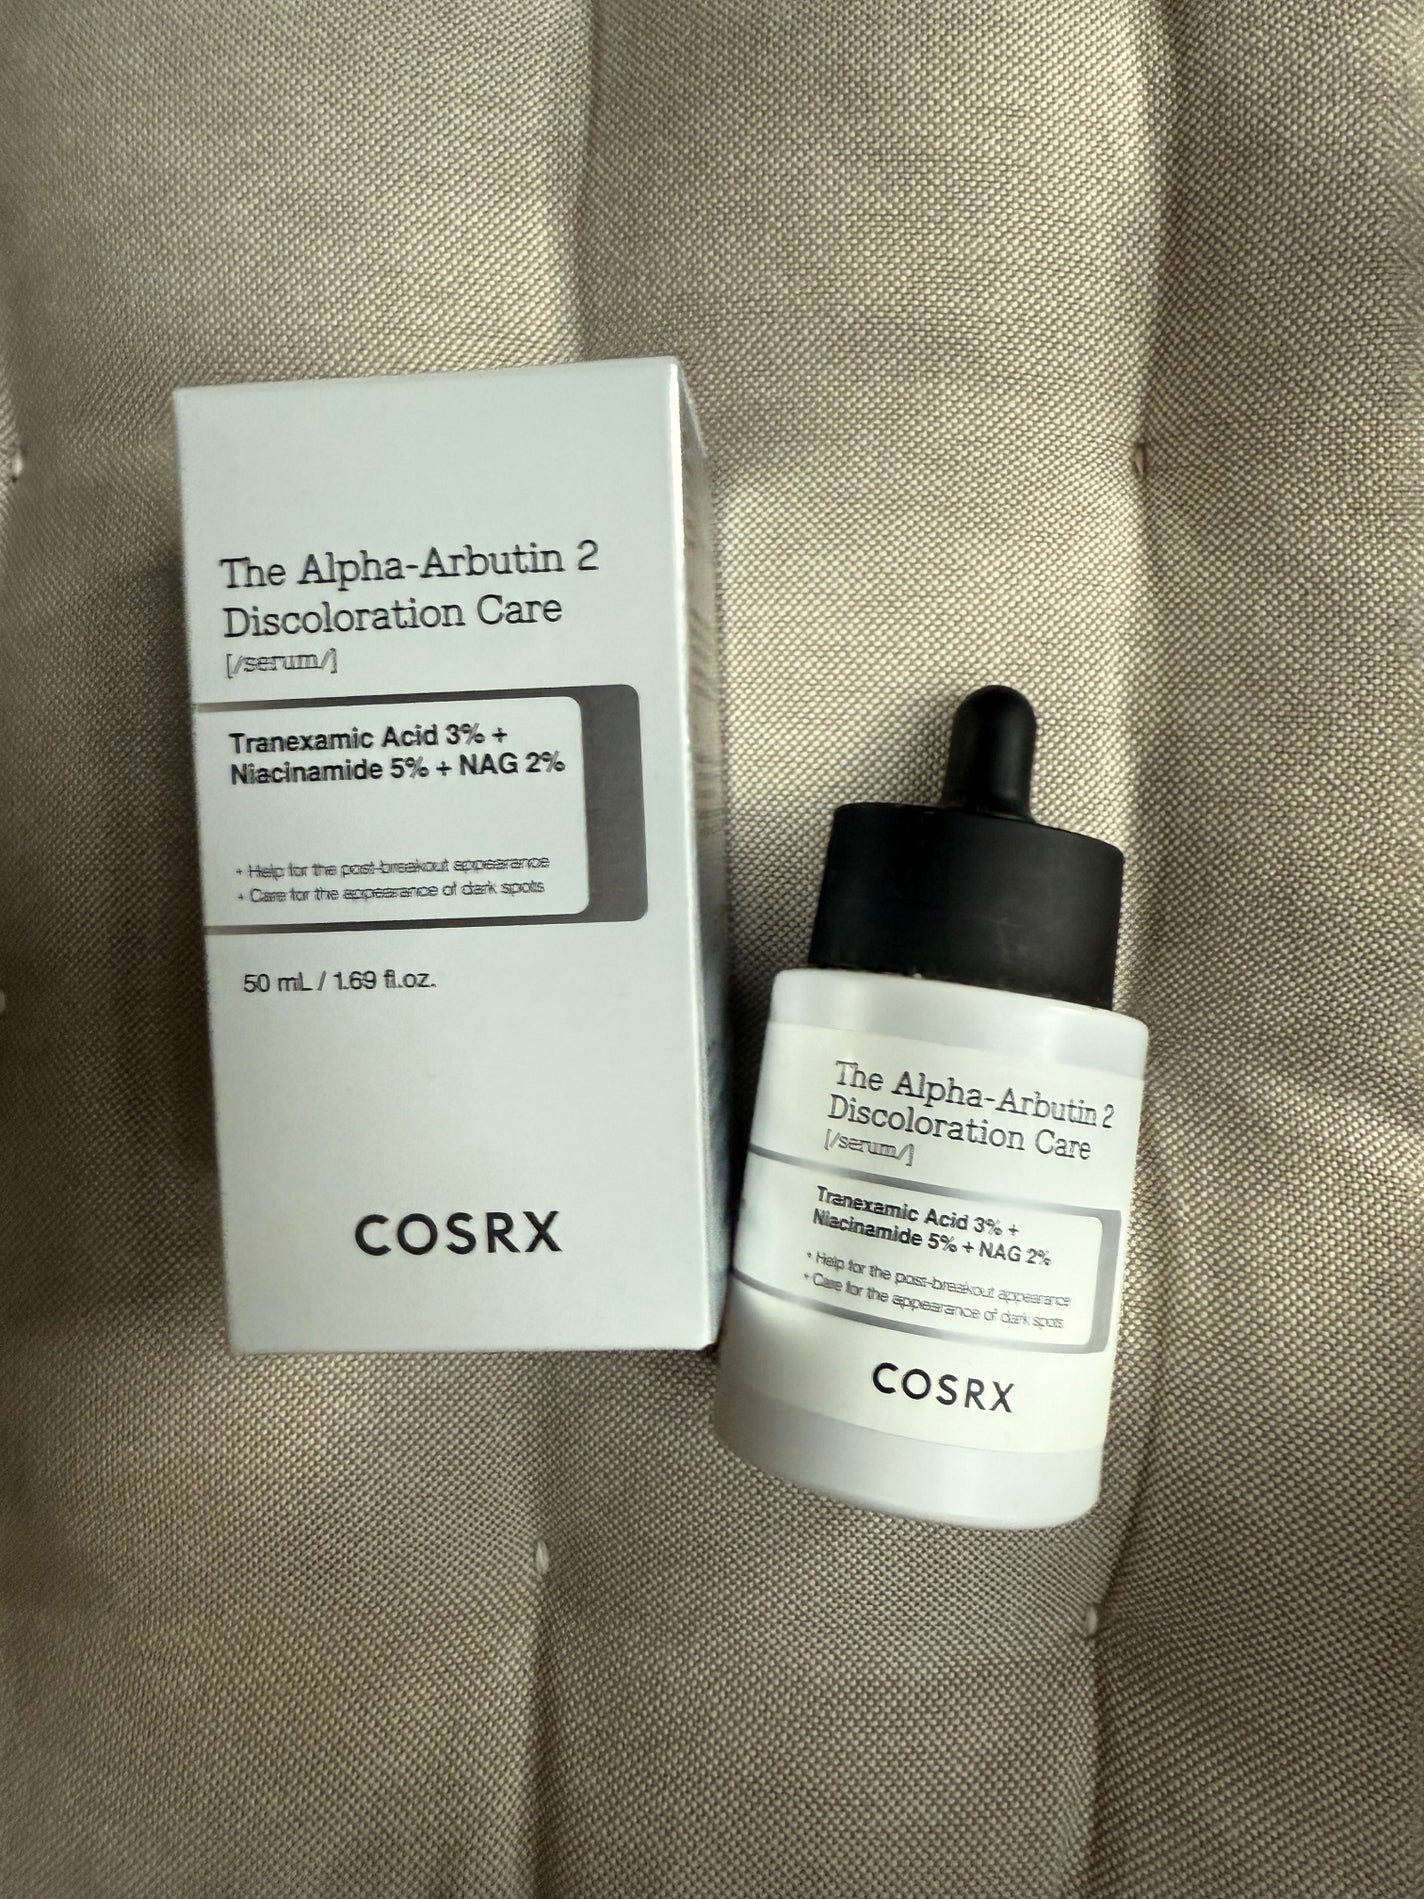 The Alpha-Arbutin 2
Discoloration Care
[/serum/]
Tranexamic Acid 3% +
Niacinamide 5% + NAG 2%
+ Help for the post-breakout appearance
+ Care for the appearance of dark spots
50 mL / 1.69 fl.oz.
COSRX
The Alpha-Arbutin 2
Discoloration Care
[/serum/]
Tranexamic Acid 3% +
Niacinamide 5% + NAG 2%
+ Help for the post-breakout appearance
+ Care for the appearance of dark spots
COSRX